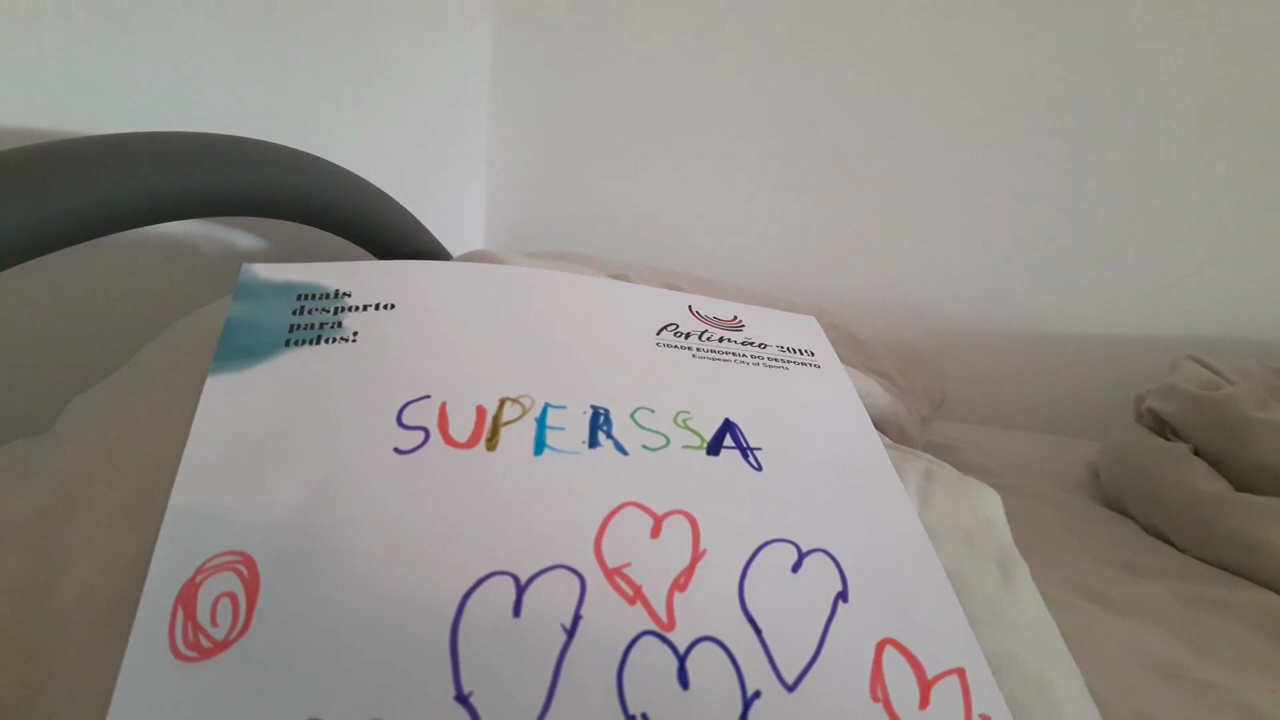 mais
desporto
para
todos!
Portimão 2019
CIDADE EUROPEIA DO DESPORTO
European City of Sports
SUPERSSA